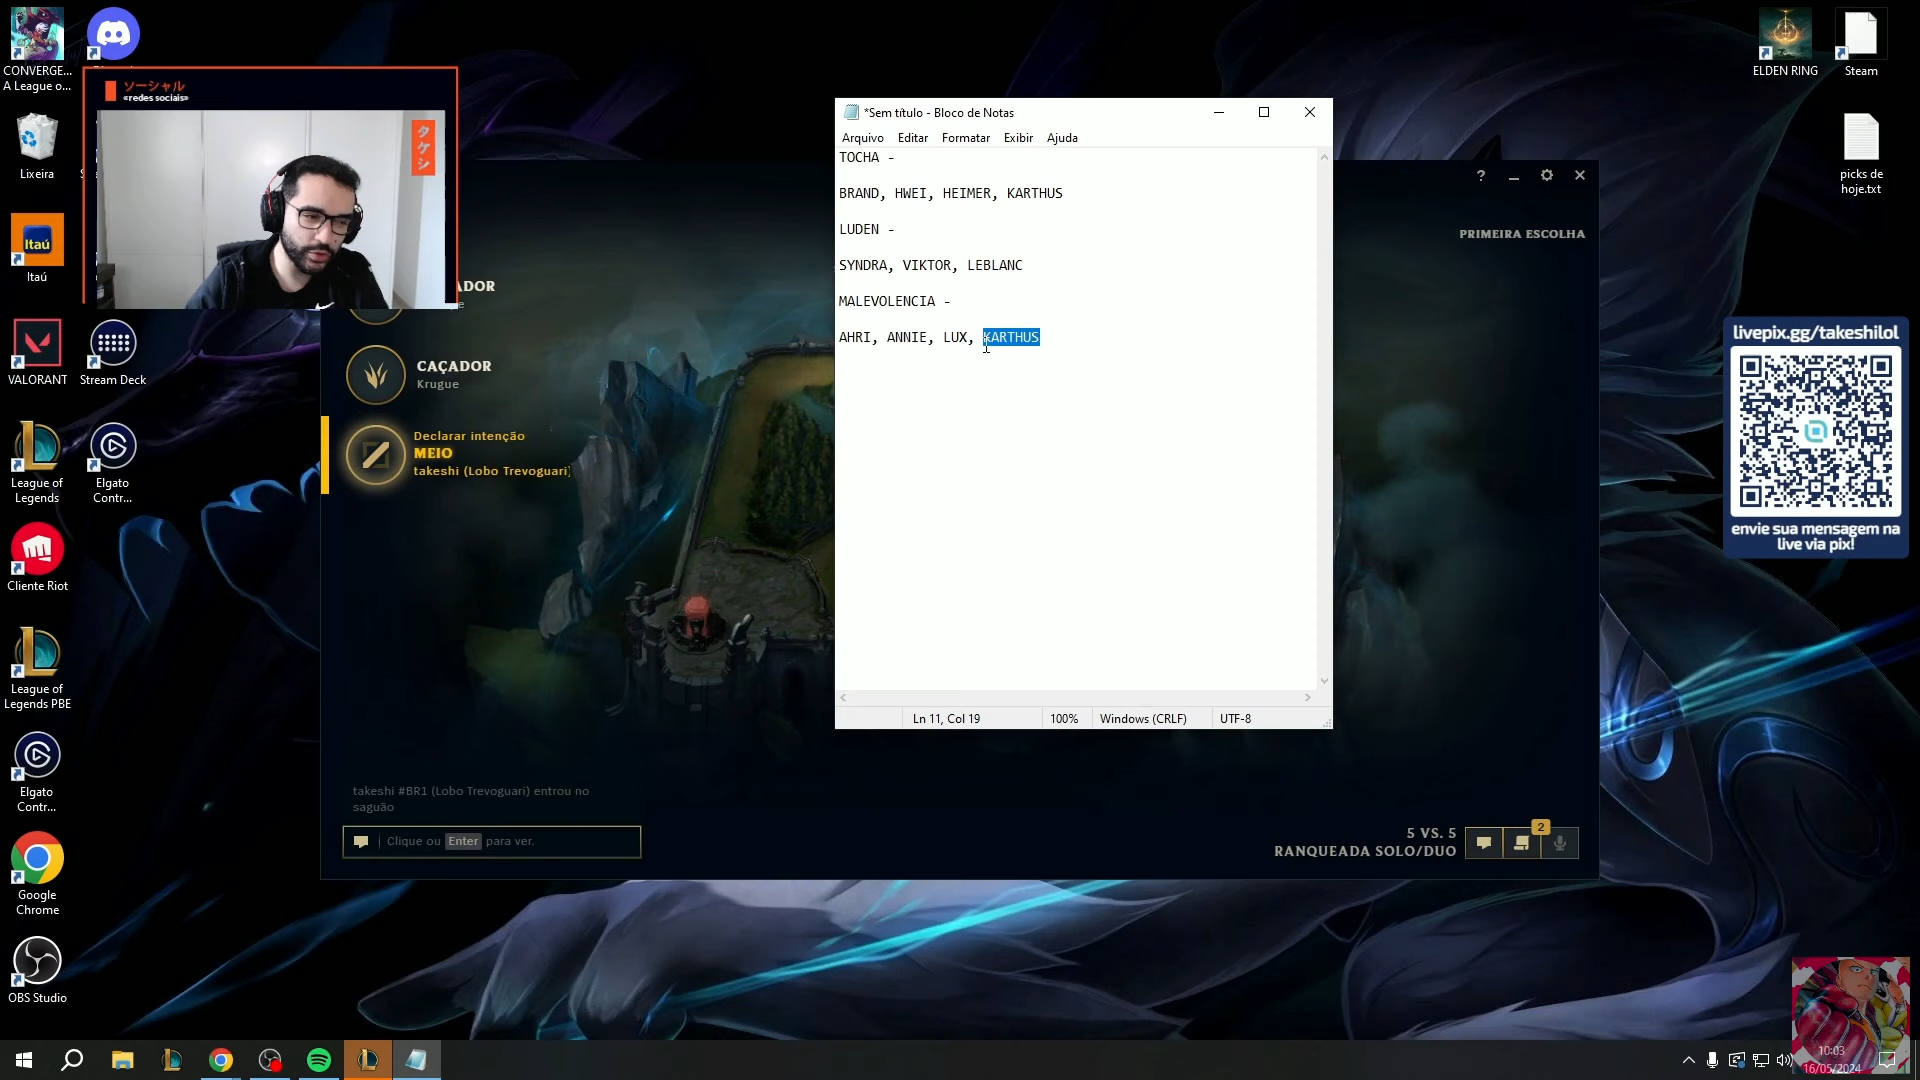 CONVERGE...
A League o...
ソーシャル
«redes sociais»
タケシ
Lixeira
Itaú
Itaú
VALORANT
Stream Deck
League of
Legends
Elgato
Contr...
Cliente Riot
League of
Legends PBE
Elgato
Contr...
Google
Chrome
OBS Studio
*Sem título - Bloco de Notas
Arquivo Editar Formatar Exibir Ajuda
TOCHA -
BRAND, HWEI, HEIMER, KARTHUS
LUDEN -
SYNDRA, VIKTOR, LEBLANC
MALEVOLENCIA -
AHRI, ANNIE, LUX, KARTHUS
Ln 11, Col 19 100% Windows (CRLF) UTF-8
CAÇADOR
Krugue
Declarar intenção
MEIO
takeshi (Lobo Trevoguari)
takeshi #BR1 (Lobo Trevoguari) entrou no
saguão
Clique ou Enter para ver.
PRIMEIRA ESCOLHA
5 VS. 5
RANQUEADA SOLO/DUO
2
ELDEN RING
Steam
picks de
hoje.txt
livepix.gg/takeshilol
envie sua mensagem na
live via pix!
10:03
16/05/2024